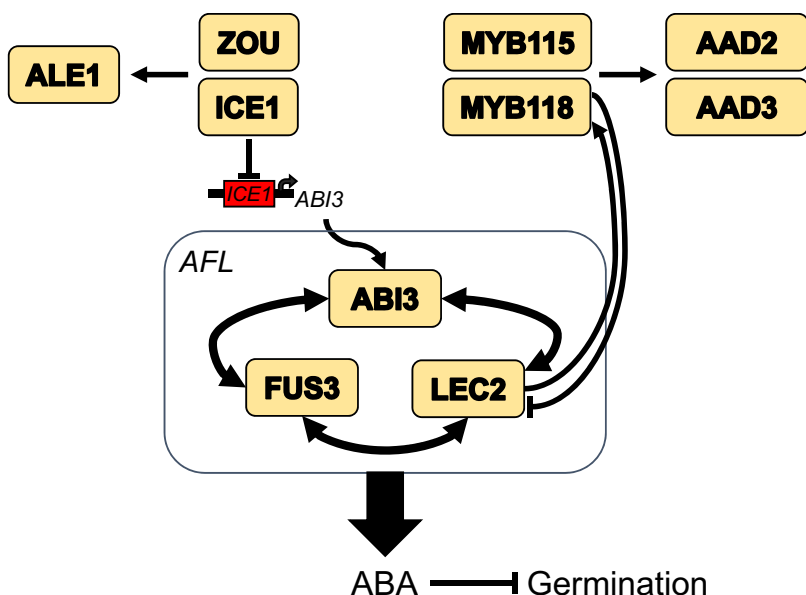 ZOU
MYB115
AAD2
ALE1
ICE1
MYB118
AAD3
ICE1
ABI3
AFL
ABI3
FUS3
LEC2
ABA
Germination